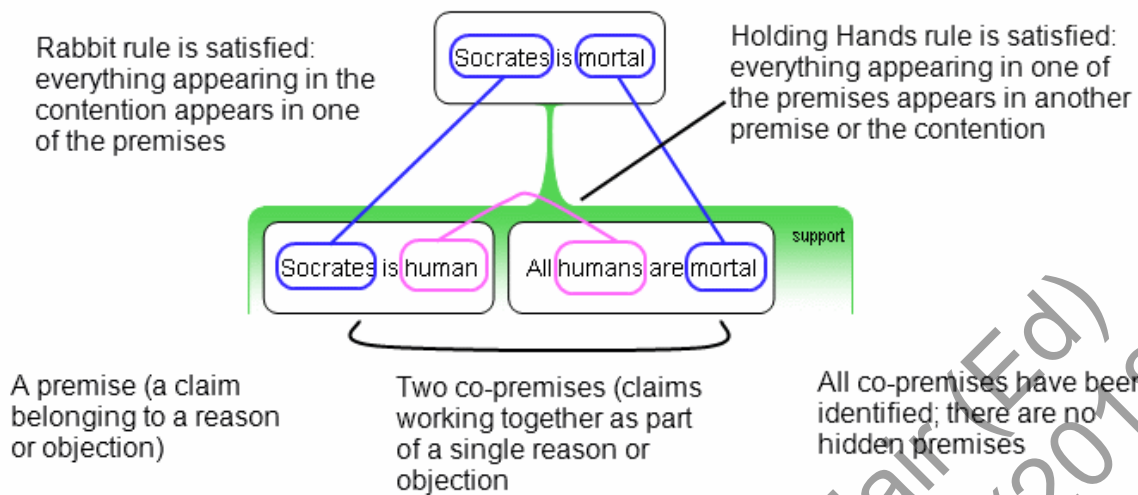 Rabbit rule is satisfied:
everything appearing in the
contention appears in one
of the premises
Socrates is mortal
Holding Hands rule is satisfied:
everything appearing in one of
the premises appears in another
premise or the contention
support
Socrates is human
All humans are mortal
A premise (a claim
belonging to a reason
or objection)
Two co-premises (claims
working together as part
of a single reason or
objection
All co-premises have been
identified; there are no
hidden premises
(Ed)